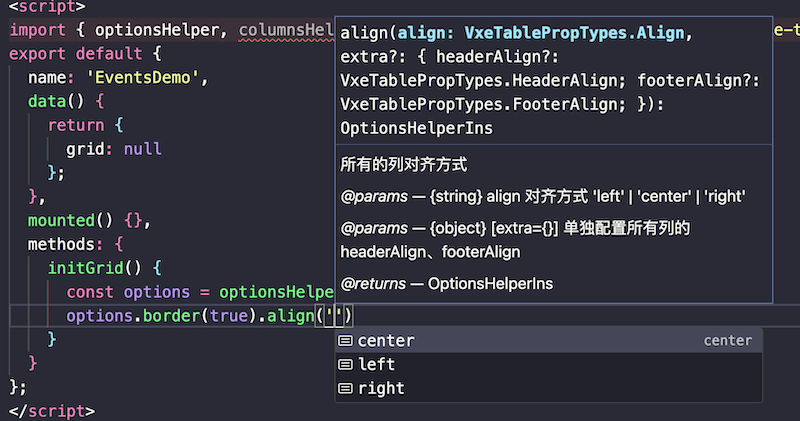 <script>
import { optionsHelper, columnsHel
export default {
name: 'EventsDemo',
data() {
return {
grid: null
};
},
mounted() {},
methods: {
initGrid() {
const options = optionsHelpe
options.border(true).align('')
}
}
};
</script>
e-t
align(align: VxeTablePropTypes.Align,
extra?: { headerAlign?:
VxeTablePropTypes.HeaderAlign; footerAlign?:
VxeTablePropTypes.FooterAlign; }):
OptionsHelperIns
所有的列对齐方式
@params — {string} align 对齐方式 'left' | 'center' | 'right'
@params — {object} [extra={}] 单独配置所有列的
headerAlign、footerAlign
@returns — OptionsHelperIns
center center
left
right